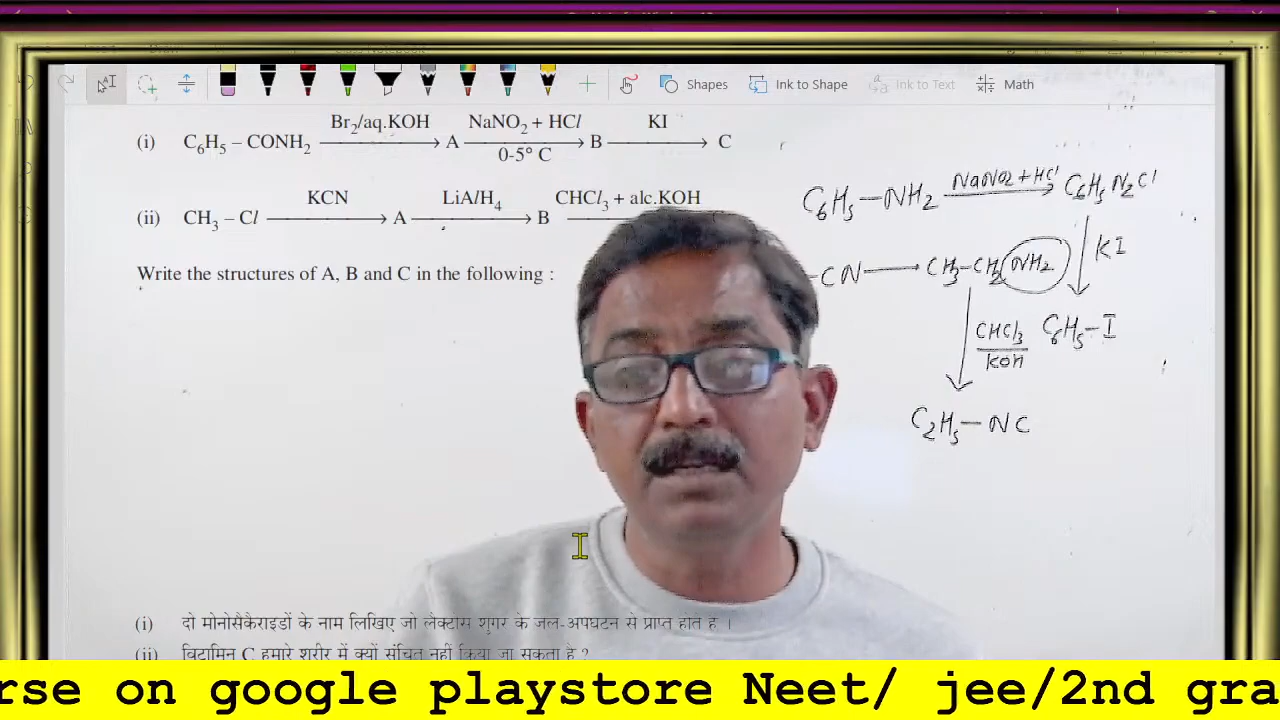 Shapes Ink to Shape Ink to Text Math
(i) C₆H₅ – CONH₂ —Br₂/aq.KOH→ A —NaNO₂ + HCl / 0-5° C→ B —KI→ C
(ii) CH₃ – Cl —KCN→ A —LiAlH₄→ B —CHCl₃ + alc.KOH
Write the structures of A, B and C in the following :
C₆H₅—NH₂ —NaNO₂ + HCl→ C₆H₅N₂Cl
KI
–CN → CH₃–CH₂NH₂
CHCl₃
KOH
C₆H₅–I
C₂H₅–NC
(i) दो मोनोसैकैराइडों के नाम लिखिए जो लैक्टोस शुगर के जल-अपघटन से प्राप्त होते हैं ।
(ii) विटामिन C हमारे शरीर में क्यों संचित नहीं किया जा सकता है ?
rse on google playstore Neet/ jee/2nd gra